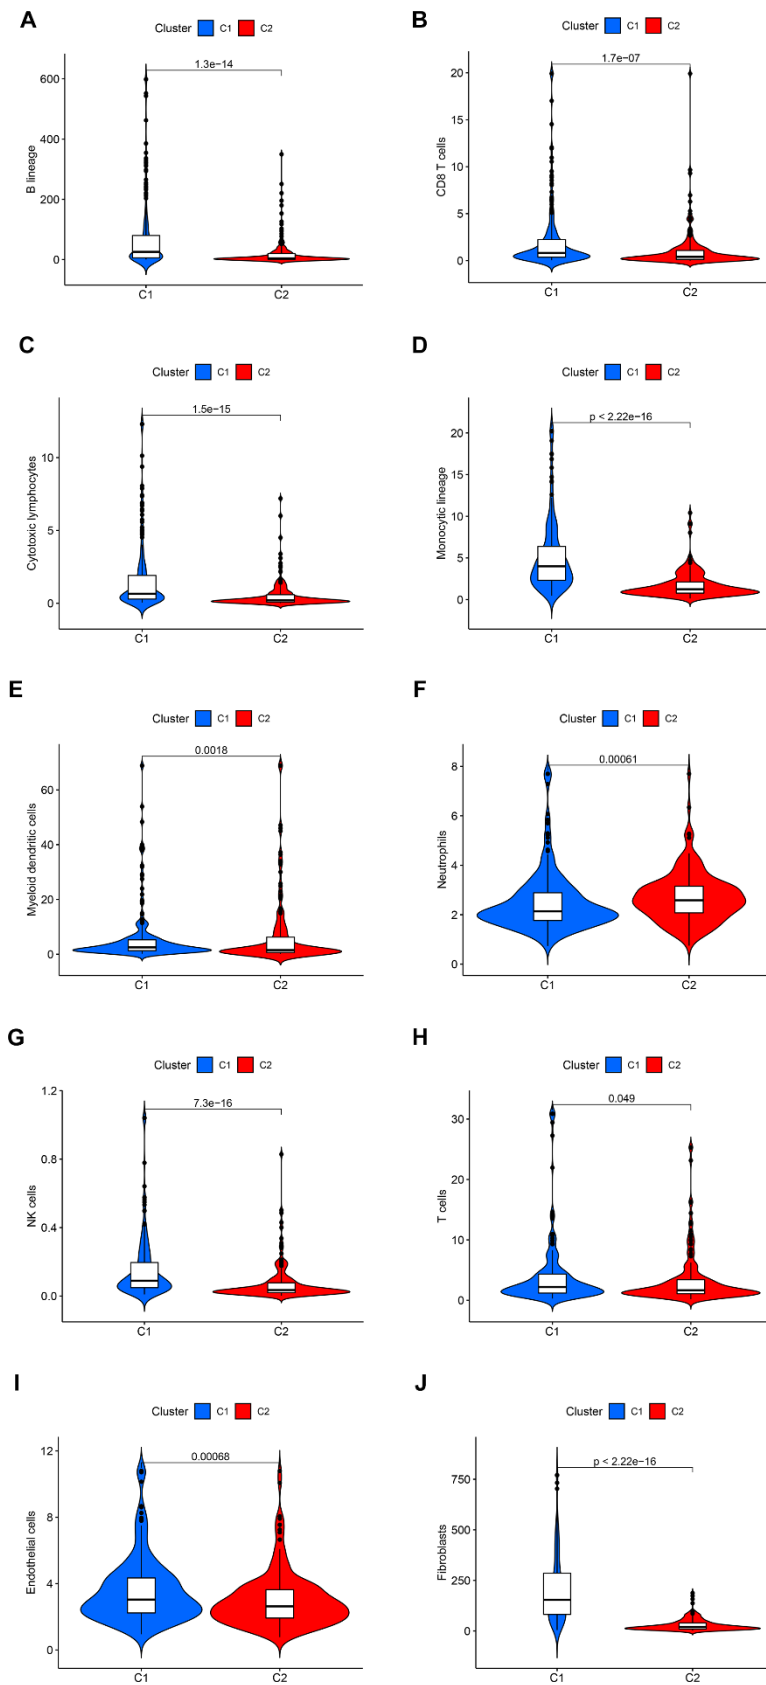 A
Cluster C1 C2
1.3e−14
600
400
200
0
B lineage
C1 C2
B
Cluster C1 C2
1.7e−07
20
15
10
5
0
CD8 T cells
C1 C2
C
Cluster C1 C2
1.5e−15
10
5
0
Cytotoxic lymphocytes
C1 C2
D
Cluster C1 C2
p < 2.22e−16
20
15
10
5
0
Monocytic lineage
C1 C2
E
Cluster C1 C2
0.0018
60
40
20
0
Myeloid dendritic cells
C1 C2
F
Cluster C1 C2
0.00061
8
6
4
2
0
Neutrophils
C1 C2
G
Cluster C1 C2
7.3e−16
1.2
0.8
0.4
0.0
NK cells
C1 C2
H
Cluster C1 C2
0.049
30
20
10
0
T cells
C1 C2
I
Cluster C1 C2
0.00068
12
8
4
0
Endothelial cells
C1 C2
J
Cluster C1 C2
p < 2.22e−16
750
500
250
0
Fibroblasts
C1 C2